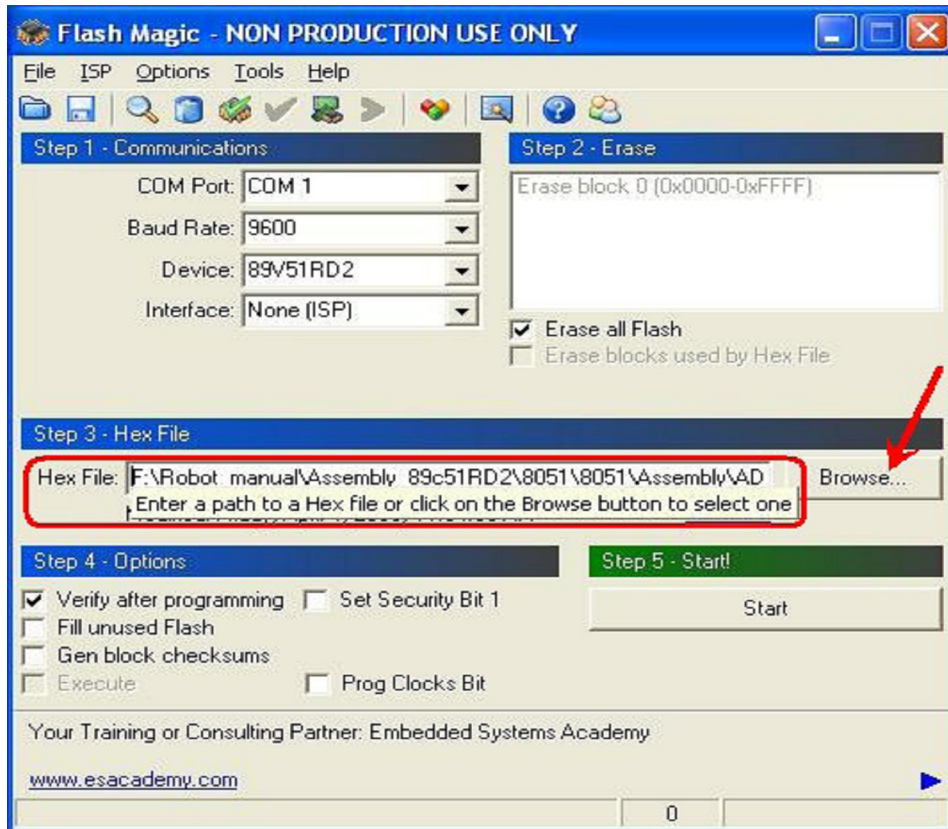 Flash Magic - NON PRODUCTION USE ONLY
File ISP Options Tools Help
Step 1 - Communications
COM Port: COM 1
Baud Rate: 9600
Device: 89V51RD2
Interface: None (ISP)
Step 2 - Erase
Erase block 0 (0x0000-0xFFFF)
Erase all Flash
Erase blocks used by Hex File
Step 3 - Hex File
Hex File: F:\Robot_manual\Assembly_89c51RD2\8051\8051\Assembly\AD
Browse...
Enter a path to a Hex file or click on the Browse button to select one
Step 4 - Options
Verify after programming
Set Security Bit 1
Fill unused Flash
Gen block checksums
Execute
Prog Clocks Bit
Step 5 - Start!
Start
Your Training or Consulting Partner: Embedded Systems Academy
www.esacademy.com
0